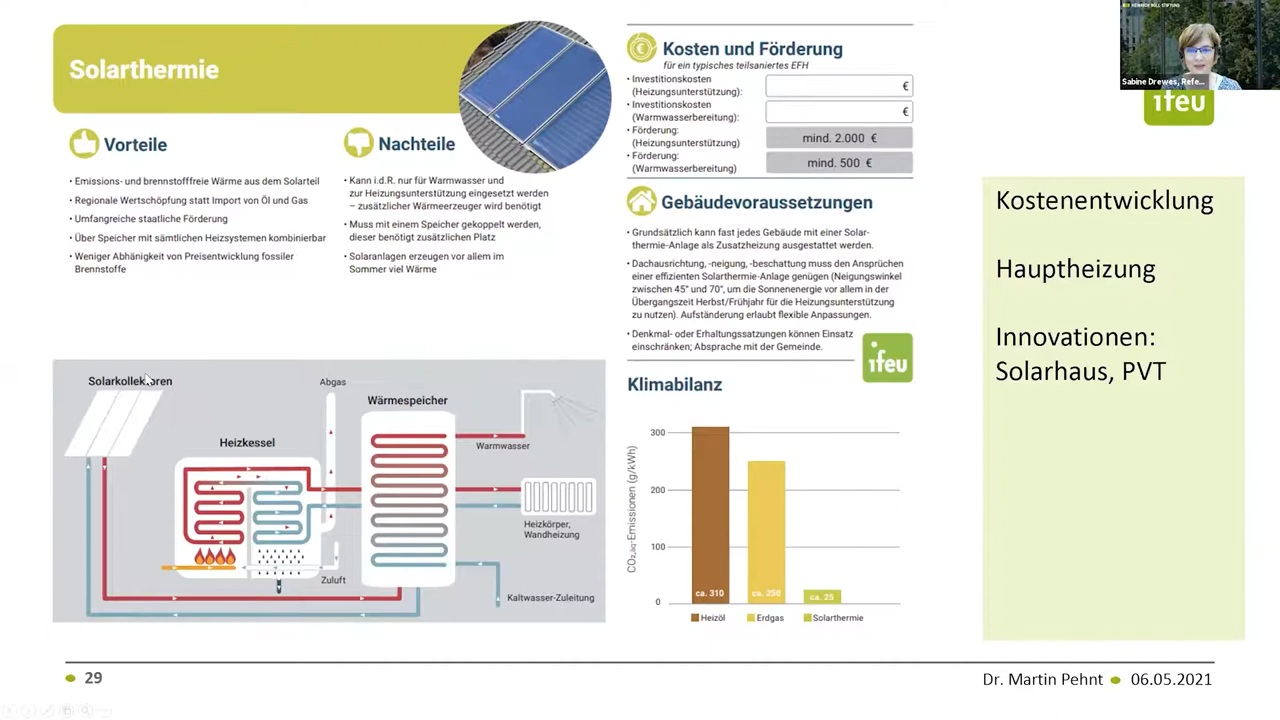 Solarthermie
Vorteile
• Emissions- und brennstofffreie Wärme aus dem Solarteil
• Regionale Wertschöpfung statt Import von Öl und Gas
• Umfangreiche staatliche Förderung
• Über Speicher mit sämtlichen Heizsystemen kombinierbar
• Weniger Abhänigkeit von Preisentwicklung fossiler
Brennstoffe
Nachteile
• Kann i.d.R. nur für Warmwasser und
zur Heizungsunterstützung eingesetzt werden
– zusätzlicher Wärmeerzeuger wird benötigt
• Muss mit einem Speicher gekoppelt werden,
dieser benötigt zusätzlichen Platz
• Solaranlagen erzeugen vor allem im
Sommer viel Wärme
Solarkollektoren
Heizkessel
Abgas
Wärmespeicher
Warmwasser
Heizkörper,
Wandheizung
Zuluft
Kaltwasser-Zuleitung
€
Kosten und Förderung
für ein typisches teilsaniertes EFH
• Investitionskosten
(Heizungsunterstützung): €
• Investitionskosten
(Warmwasserbereitung): €
• Förderung:
(Heizungsunterstützung) mind. 2.000 €
• Förderung:
(Warmwasserbereitung) mind. 500 €
Gebäudevoraussetzungen
• Grundsätzlich kann fast jedes Gebäude mit einer Solar-
thermie-Anlage als Zusatzheizung ausgestattet werden.
• Dachausrichtung, -neigung, -beschattung muss den Ansprüchen
einer effizienten Solarthermie-Anlage genügen (Neigungswinkel
zwischen 45° und 70°, um die Sonnenenergie vor allem in der
Übergangszeit Herbst/Frühjahr für die Heizungsunterstützung
zu nutzen). Aufständerung erlaubt flexible Anpassungen.
• Denkmal- oder Erhaltungssatzungen können Einsatz
einschränken; Absprache mit der Gemeinde.
ifeu
Klimabilanz
CO₂,äq-Emissionen (g/kWh)
300
200
100
0
ca. 310
ca. 250
ca. 25
Heizöl
Erdgas
Solarthermie
HEINRICH BÖLL STIFTUNG
Sabine Drewes, Refe...
ifeu
Kostenentwicklung
Hauptheizung
Innovationen:
Solarhaus, PVT
29
Dr. Martin Pehnt • 06.05.2021